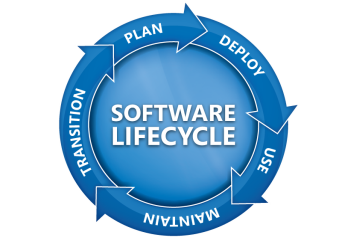 PLAN
DEPLOY
USE
MAINTAIN
TRANSITION
SOFTWARE
LIFECYCLE